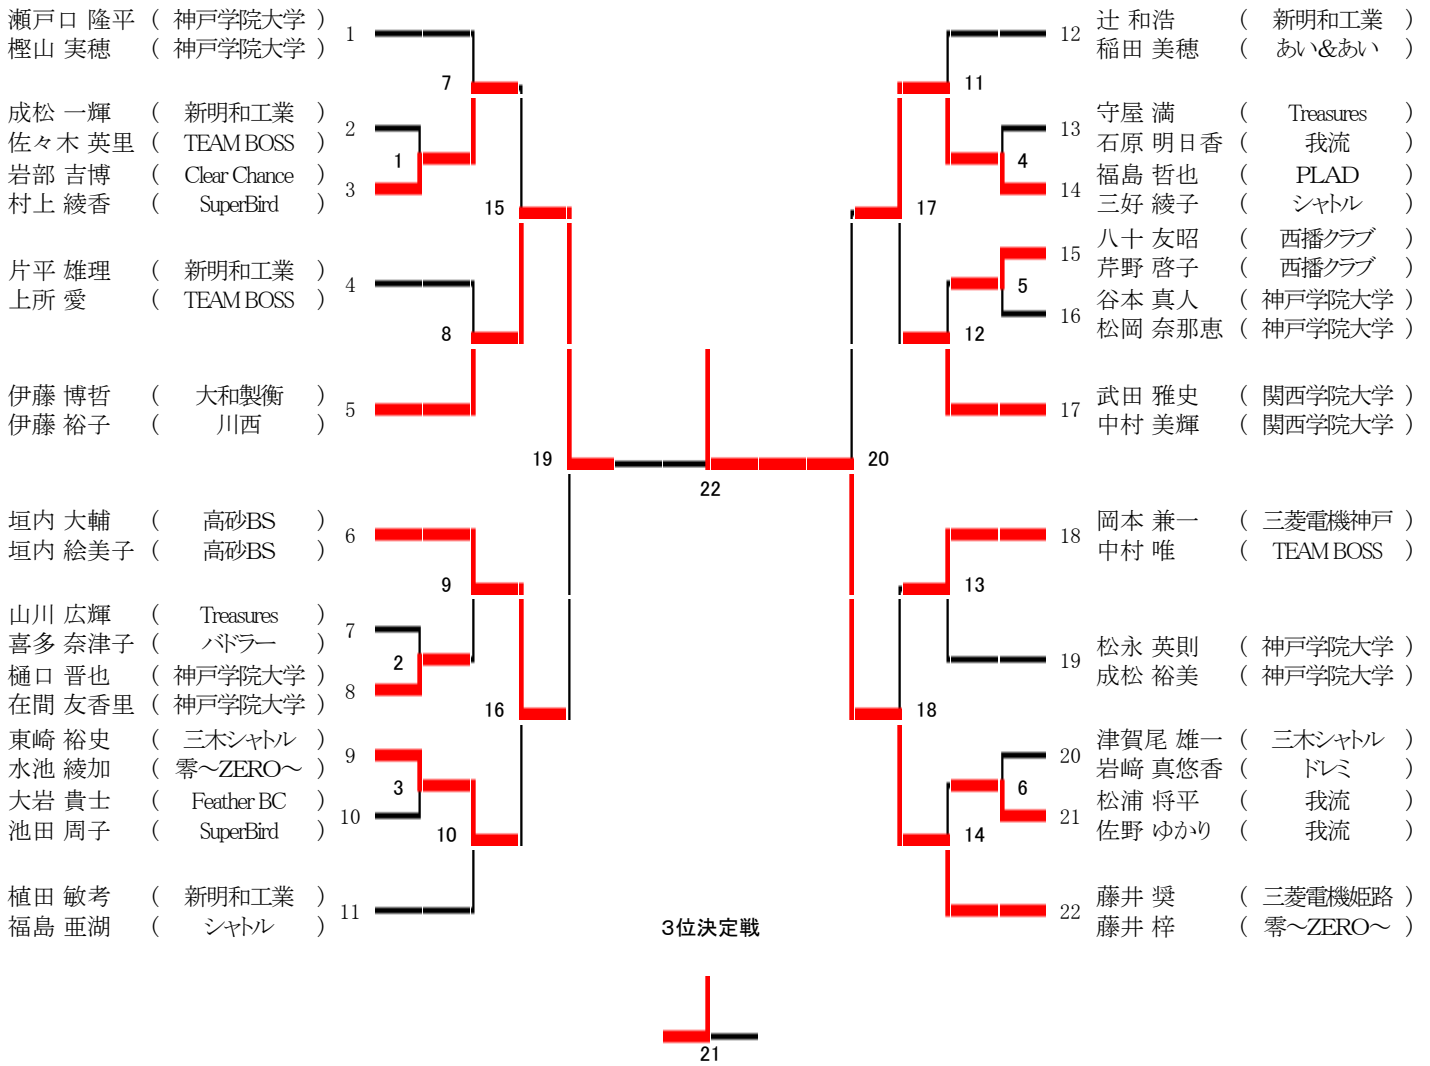 瀬戸口 隆平 ( 神戸学院大学 ) 1
樫山 実穂 ( 神戸学院大学 )
7
成松 一輝 ( 新明和工業 ) 2
佐々木 英里 ( TEAM BOSS )
1
岩部 吉博 ( Clear Chance ) 3
村上 綾香 ( SuperBird )
15
片平 雄理 ( 新明和工業 ) 4
上所 愛 ( TEAM BOSS )
8
伊藤 博哲 ( 大和製衡 ) 5
伊藤 裕子 ( 川西 )
19
垣内 大輔 ( 高砂BS ) 6
垣内 絵美子 ( 高砂BS )
9
山川 広輝 ( Treasures ) 7
喜多 奈津子 ( バドラー )
2
樋口 晋也 ( 神戸学院大学 ) 8
在間 友香里 ( 神戸学院大学 )
16
東崎 裕史 ( 三木シャトル ) 9
水池 綾加 ( 零～ZERO～ )
3
大岩 貴士 ( Feather BC ) 10
池田 周子 ( SuperBird )
10
植田 敏考 ( 新明和工業 ) 11
福島 亜湖 ( シャトル )
12 辻 和浩 ( 新明和工業 )
稲田 美穂 ( あい&あい )
11
13 守屋 満 ( Treasures )
石原 明日香 ( 我流 )
4
14 福島 哲也 ( PLAD )
三好 綾子 ( シャトル )
17
15 八十 友昭 ( 西播クラブ )
芹野 啓子 ( 西播クラブ )
5
16 谷本 真人 ( 神戸学院大学 )
松岡 奈那恵 ( 神戸学院大学 )
12
17 武田 雅史 ( 関西学院大学 )
中村 美輝 ( 関西学院大学 )
20
22
18 岡本 兼一 ( 三菱電機神戸 )
中村 唯 ( TEAM BOSS )
13
19 松永 英則 ( 神戸学院大学 )
成松 裕美 ( 神戸学院大学 )
18
20 津賀尾 雄一 ( 三木シャトル )
岩﨑 真悠香 ( ドレミ )
6
21 松浦 将平 ( 我流 )
佐野 ゆかり ( 我流 )
14
22 藤井 奨 ( 三菱電機姫路 )
藤井 梓 ( 零～ZERO～ )
3位決定戦
21